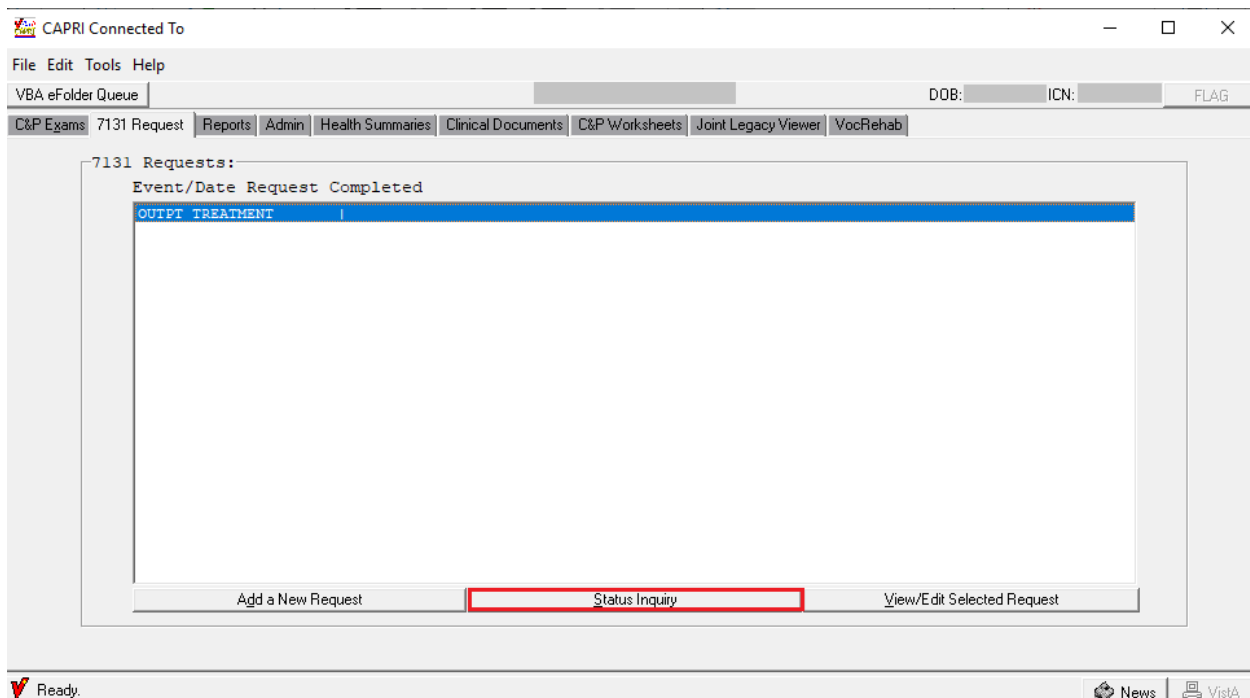 CAPRI Connected To
File Edit Tools Help
VBA eFolder Queue DOB: ICN: FLAG
C&P Exams 7131 Request Reports Admin Health Summaries Clinical Documents C&P Worksheets Joint Legacy Viewer VocRehab
7131 Requests:
Event/Date Request Completed
OUTPT TREATMENT |
Add a New Request Status Inquiry View/Edit Selected Request
Ready. News VistA